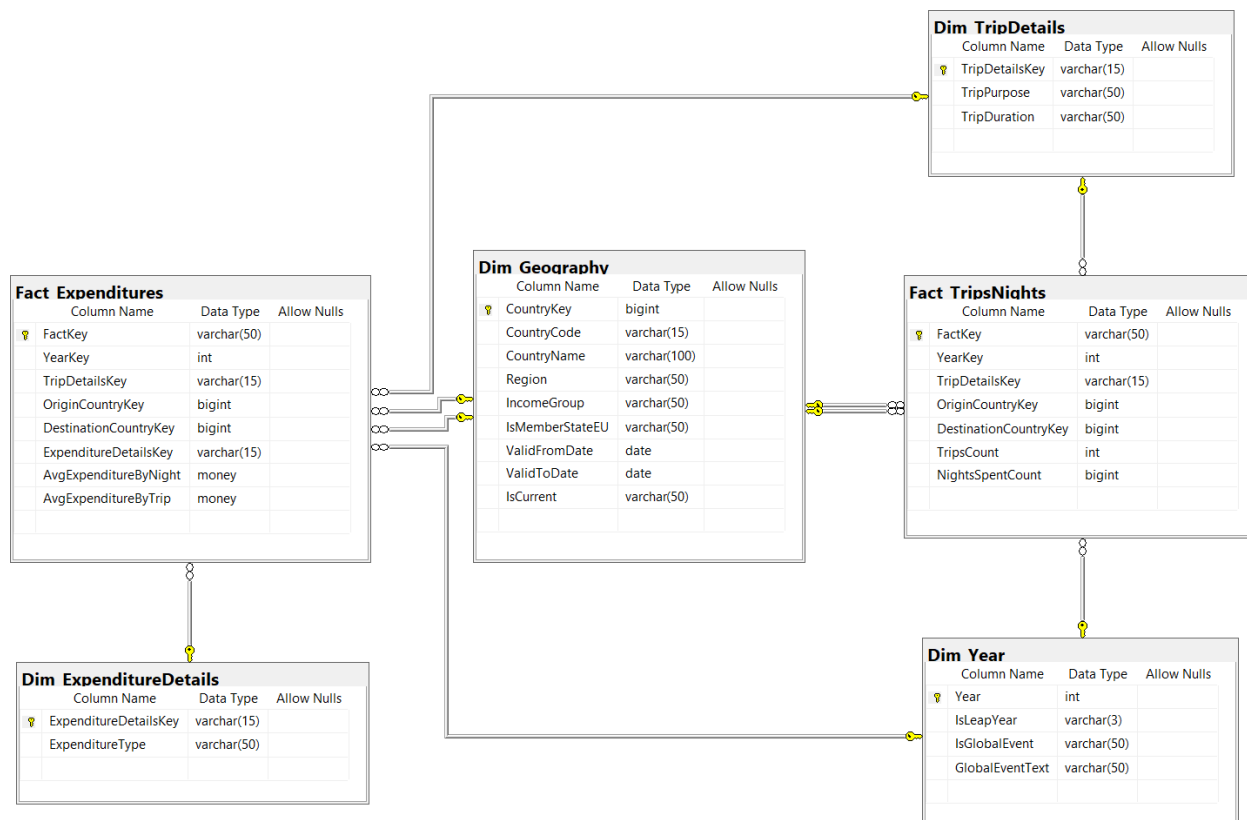 Dim_TripDetails
Column Name Data Type Allow Nulls
TripDetailsKey varchar(15)
TripPurpose varchar(50)
TripDuration varchar(50)
Fact_Expenditures
Column Name Data Type Allow Nulls
FactKey varchar(50)
YearKey int
TripDetailsKey varchar(15)
OriginCountryKey bigint
DestinationCountryKey bigint
ExpenditureDetailsKey varchar(15)
AvgExpenditureByNight money
AvgExpenditureByTrip money
Dim_Geography
Column Name Data Type Allow Nulls
CountryKey bigint
CountryCode varchar(15)
CountryName varchar(100)
Region varchar(50)
IncomeGroup varchar(50)
IsMemberStateEU varchar(50)
ValidFromDate date
ValidToDate date
IsCurrent varchar(50)
Fact_TripsNights
Column Name Data Type Allow Nulls
FactKey varchar(50)
YearKey int
TripDetailsKey varchar(15)
OriginCountryKey bigint
DestinationCountryKey bigint
TripsCount int
NightsSpentCount bigint
Dim_ExpenditureDetails
Column Name Data Type Allow Nulls
ExpenditureDetailsKey varchar(15)
ExpenditureType varchar(50)
Dim_Year
Column Name Data Type Allow Nulls
Year int
IsLeapYear varchar(3)
IsGlobalEvent varchar(50)
GlobalEventText varchar(50)